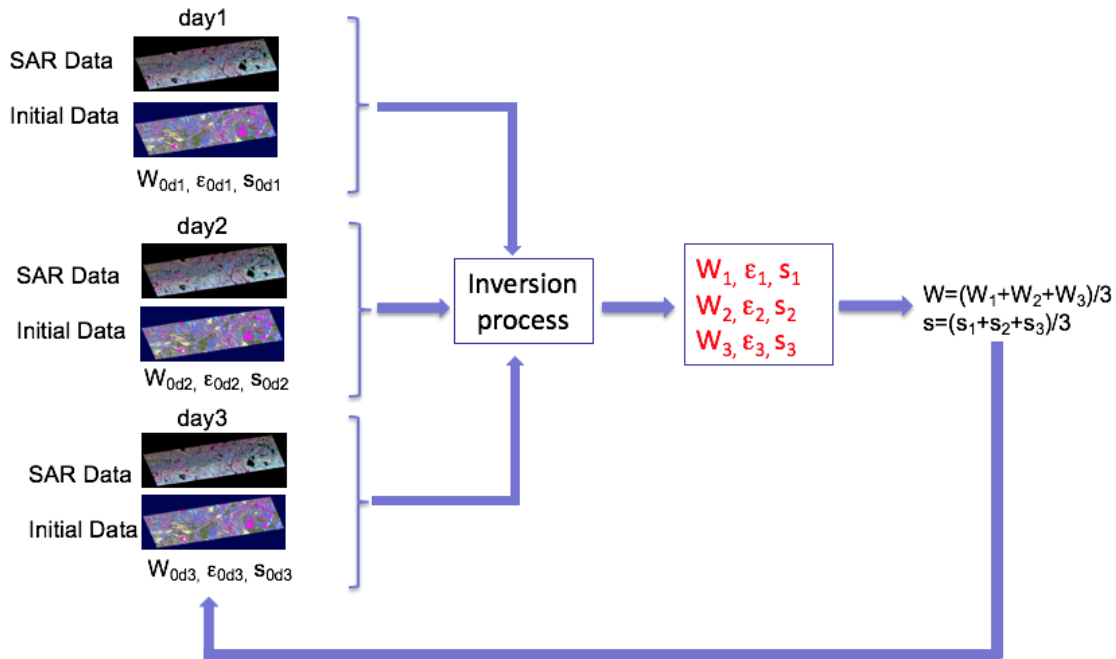 day1
SAR Data
Initial Data
W₀d₁, ε₀d₁, s₀d₁
day2
SAR Data
Initial Data
W₀d₂, ε₀d₂, s₀d₂
day3
SAR Data
Initial Data
W₀d₃, ε₀d₃, s₀d₃
Inversion
process
W₁, ε₁, s₁
W₂, ε₂, s₂
W₃, ε₃, s₃
W=(W₁+W₂+W₃)/3
s=(s₁+s₂+s₃)/3